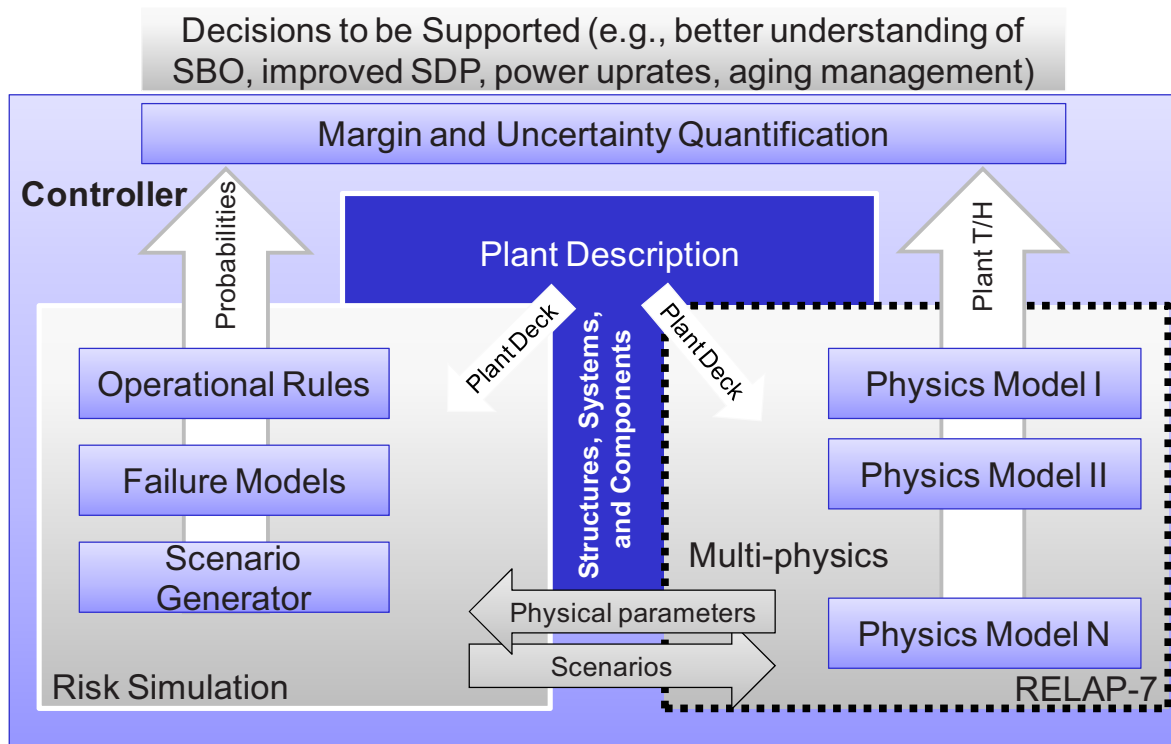 Decisions to be Supported (e.g., better understanding of
SBO, improved SDP, power uprates, aging management)
Margin and Uncertainty Quantification
Controller
Probabilities
Plant T/H
Plant Description
Plant Deck
Plant Deck
Structures, Systems,
and Components
Operational Rules
Failure Models
Scenario
Generator
Physics Model I
Physics Model II
Multi-physics
Physical parameters
Physics Model N
Scenarios
Risk Simulation
RELAP-7